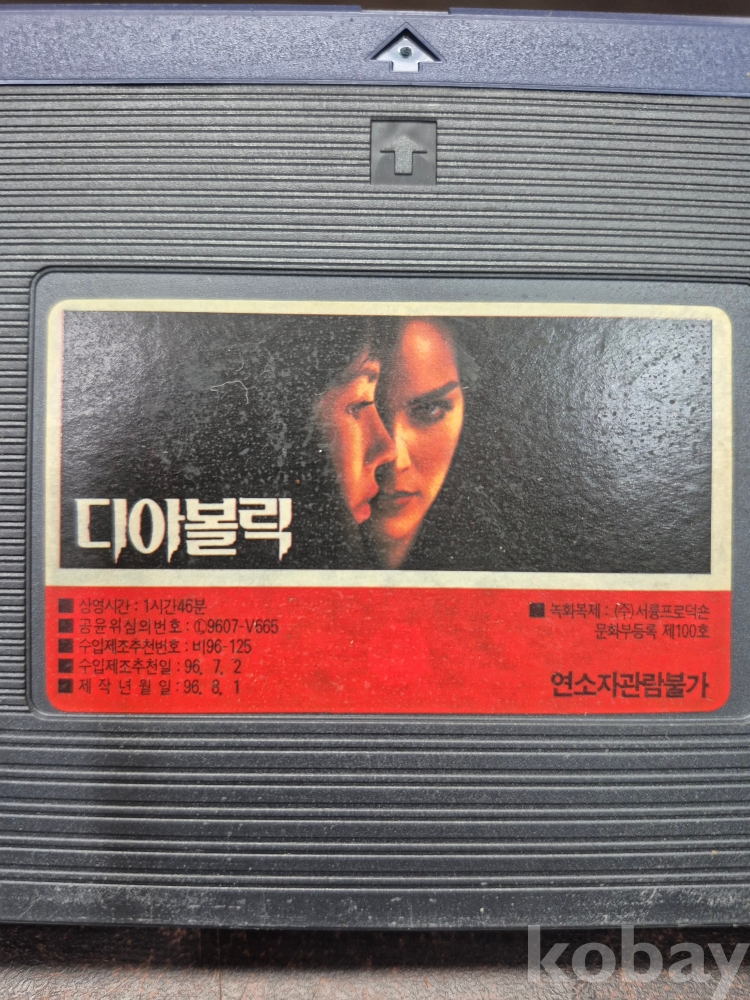 디아볼릭
상영시간 : 1시간46분
공윤위심의번호 : Ⓛ9607-V665
수입제조추천번호 : 비96-125
수입제조추천일 : 96. 7. 2
제 작 년 월 일 : 96. 8. 1
녹화복제 : (주)서륭프로덕숀
문화부등록 제100호
연소자관람불가
kobay